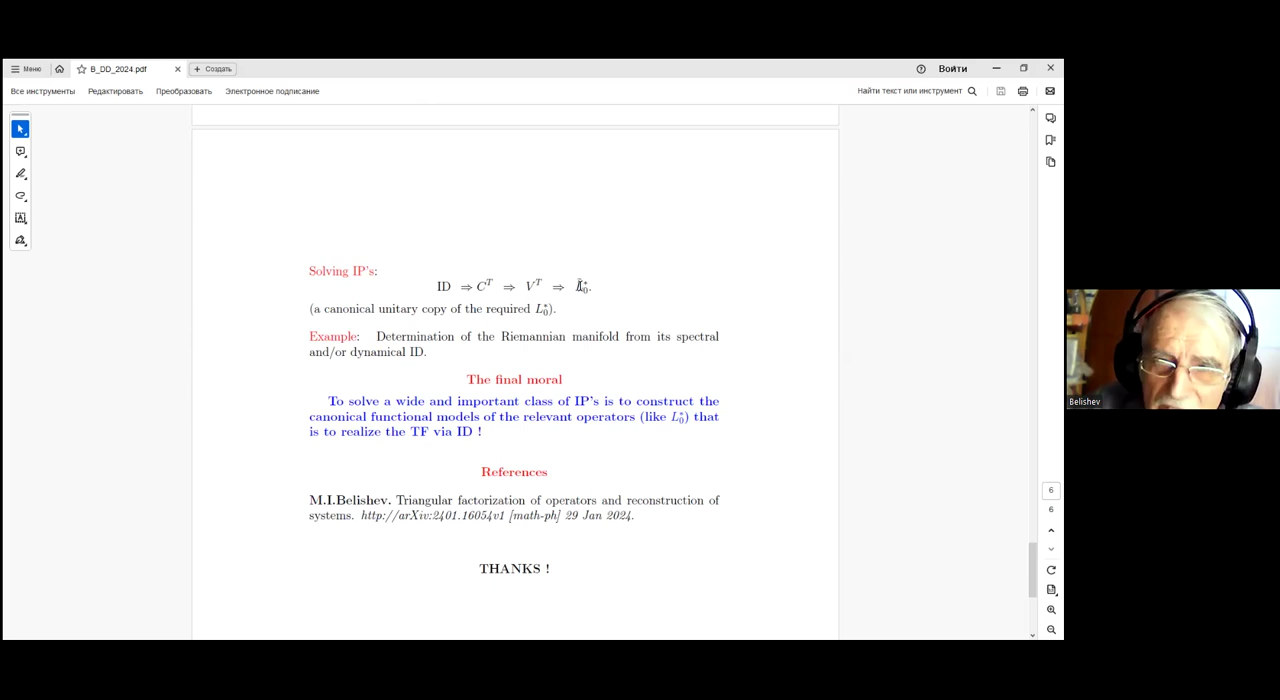 Меню B_DD_2024.pdf + Создать Войти
Все инструменты Редактировать Преобразовать Электронное подписание Найти текст или инструмент
Solving IP's:
ID ⇒ C^T ⇒ V^T ⇒ L̃_0^*.
(a canonical unitary copy of the required L_0^*).
Example: Determination of the Riemannian manifold from its spectral
and/or dynamical ID.
The final moral
To solve a wide and important class of IP's is to construct the
canonical functional models of the relevant operators (like L_0^*) that
is to realize the TF via ID !
References
M.I.Belishev. Triangular factorization of operators and reconstruction of
systems. http://arXiv:2401.16054v1 [math-ph] 29 Jan 2024.
THANKS !
6
6
Belishev